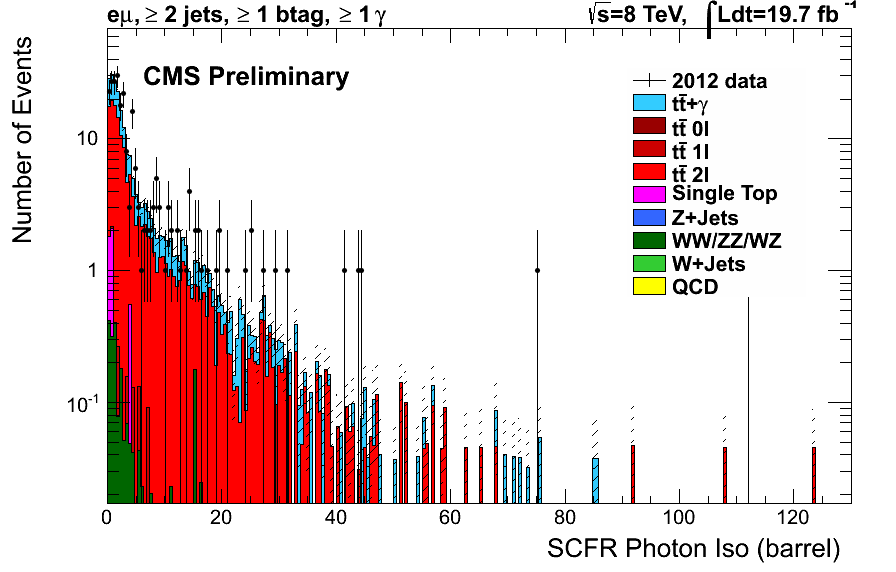 eμ, ≥ 2 jets, ≥ 1 btag, ≥ 1 γ
√s=8 TeV, ∫Ldt=19.7 fb⁻¹
CMS Preliminary
Number of Events
10
1
10⁻¹
2012 data
tt̄+γ
tt̄ 0l
tt̄ 1l
tt̄ 2l
Single Top
Z+Jets
WW/ZZ/WZ
W+Jets
QCD
0 20 40 60 80 100 120
SCFR Photon Iso (barrel)